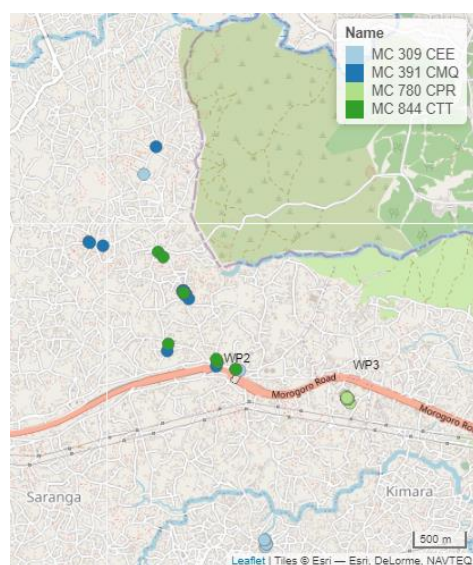 Name
MC 309 CEE
MC 391 CMQ
MC 780 CPR
MC 844 CTT
WP2
WP3
Morogoro Road
Morogoro Roa
Saranga
Kimara
500 m
Leaflet | Tiles © Esri — Esri, DeLorme, NAVTEQ